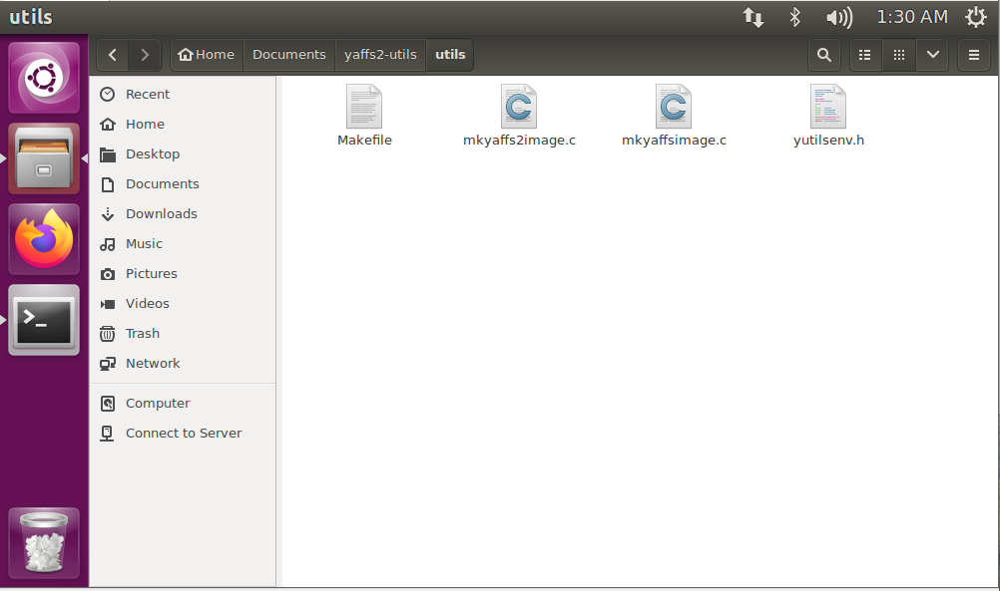 utils
1:30 AM
Home
Documents
yaffs2-utils
utils
Recent
Home
Desktop
Documents
Downloads
Music
Pictures
Videos
Trash
Network
Computer
Connect to Server
Makefile
mkyaffs2image.c
mkyaffsimage.c
yutilsenv.h